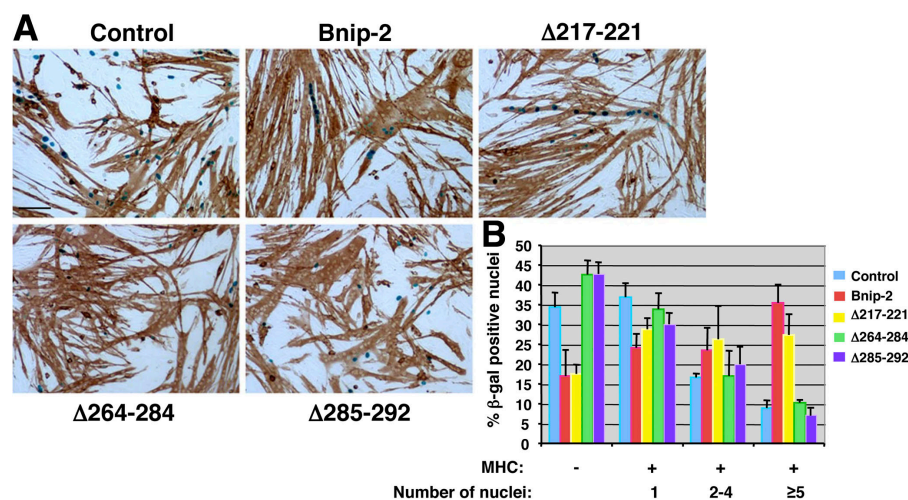 A
Control
Bnip-2
Δ217-221
Δ264-284
Δ285-292
B
% β-gal positive nuclei
50
45
40
35
30
25
20
15
10
5
0
Control
Bnip-2
Δ217-221
Δ264-284
Δ285-292
MHC: - + + +
Number of nuclei: 1 2-4 ≥5